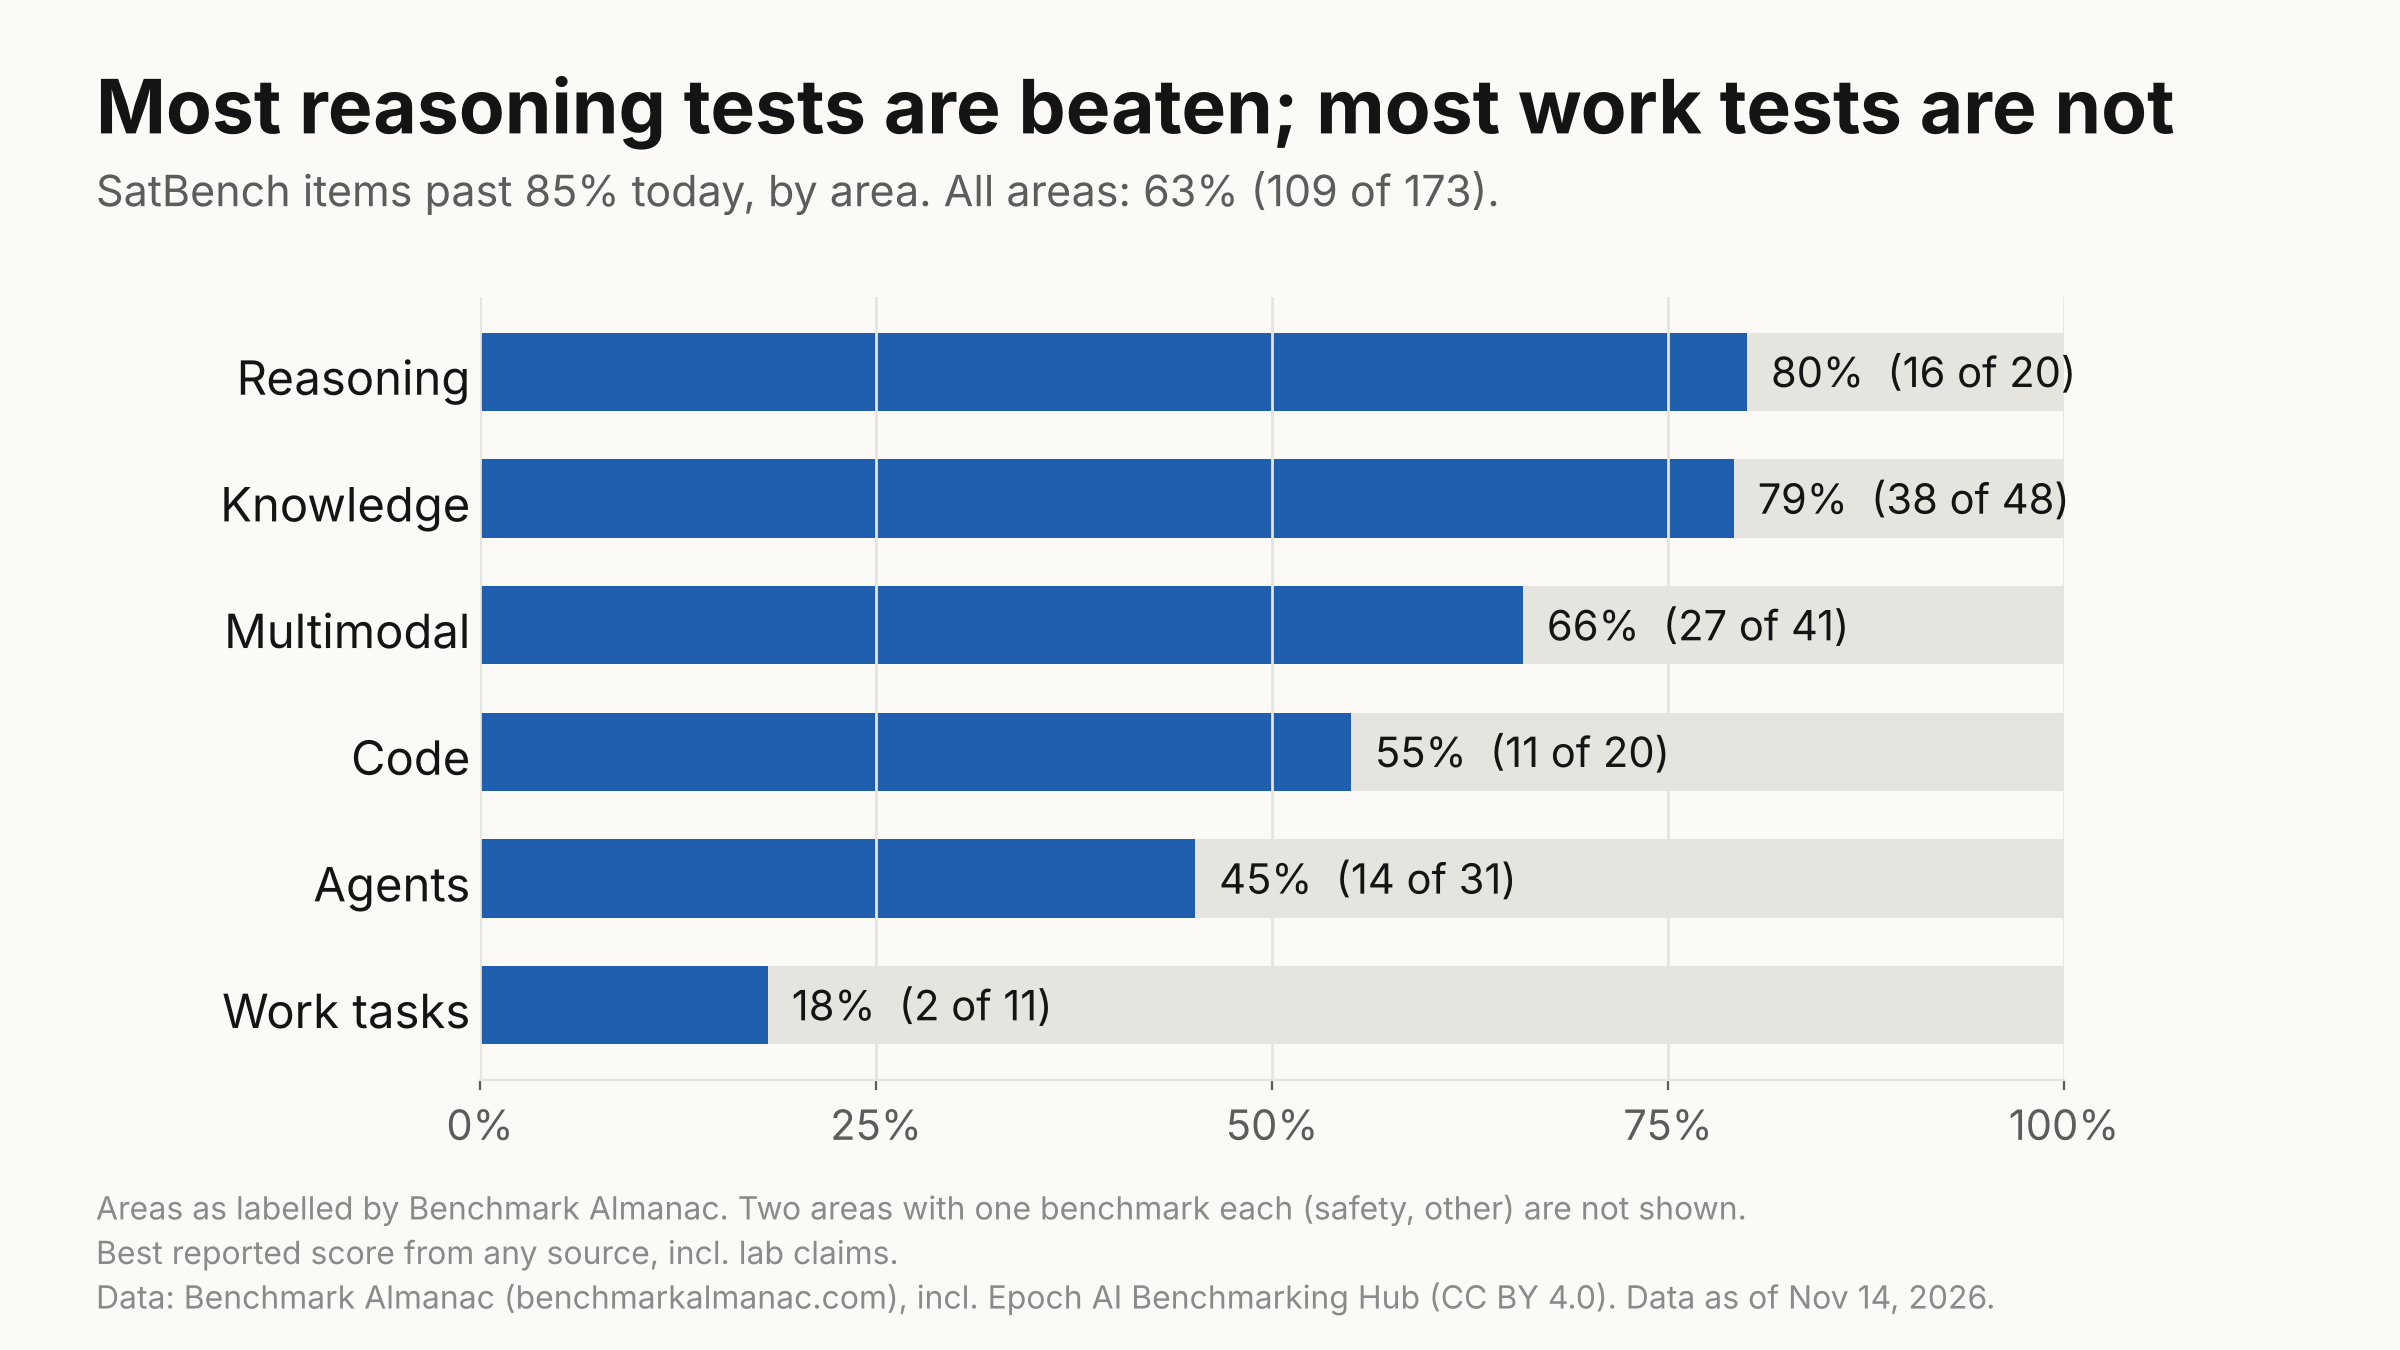 Most reasoning tests are beaten; most work tests are not
SatBench items past 85% today, by area. All areas: 63% (109 of 173).
Reasoning 80% (16 of 20)
Knowledge 79% (38 of 48)
Multimodal 66% (27 of 41)
Code 55% (11 of 20)
Agents 45% (14 of 31)
Work tasks 18% (2 of 11)
0% 25% 50% 75% 100%
Areas as labelled by Benchmark Almanac. Two areas with one benchmark each (safety, other) are not shown.
Best reported score from any source, incl. lab claims.
Data: Benchmark Almanac (benchmarkalmanac.com), incl. Epoch AI Benchmarking Hub (CC BY 4.0). Data as of Nov 14, 2026.